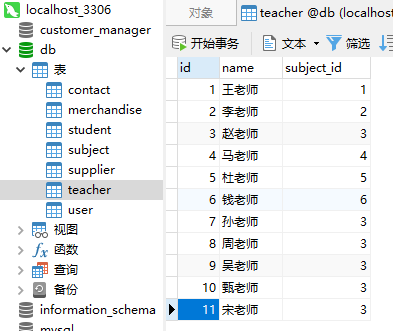 localhost_3306
customer_manager
db
表
contact
merchandise
student
subject
supplier
teacher
user
视图
函数
查询
备份
information_schema
mysql
对象
teacher @db (localhost
开始事务 文本 筛选
id name subject_id
1 王老师 1
2 李老师 2
3 赵老师 3
4 马老师 4
5 杜老师 5
6 钱老师 6
7 孙老师 3
8 周老师 3
9 吴老师 3
10 甄老师 3
11 宋老师 3